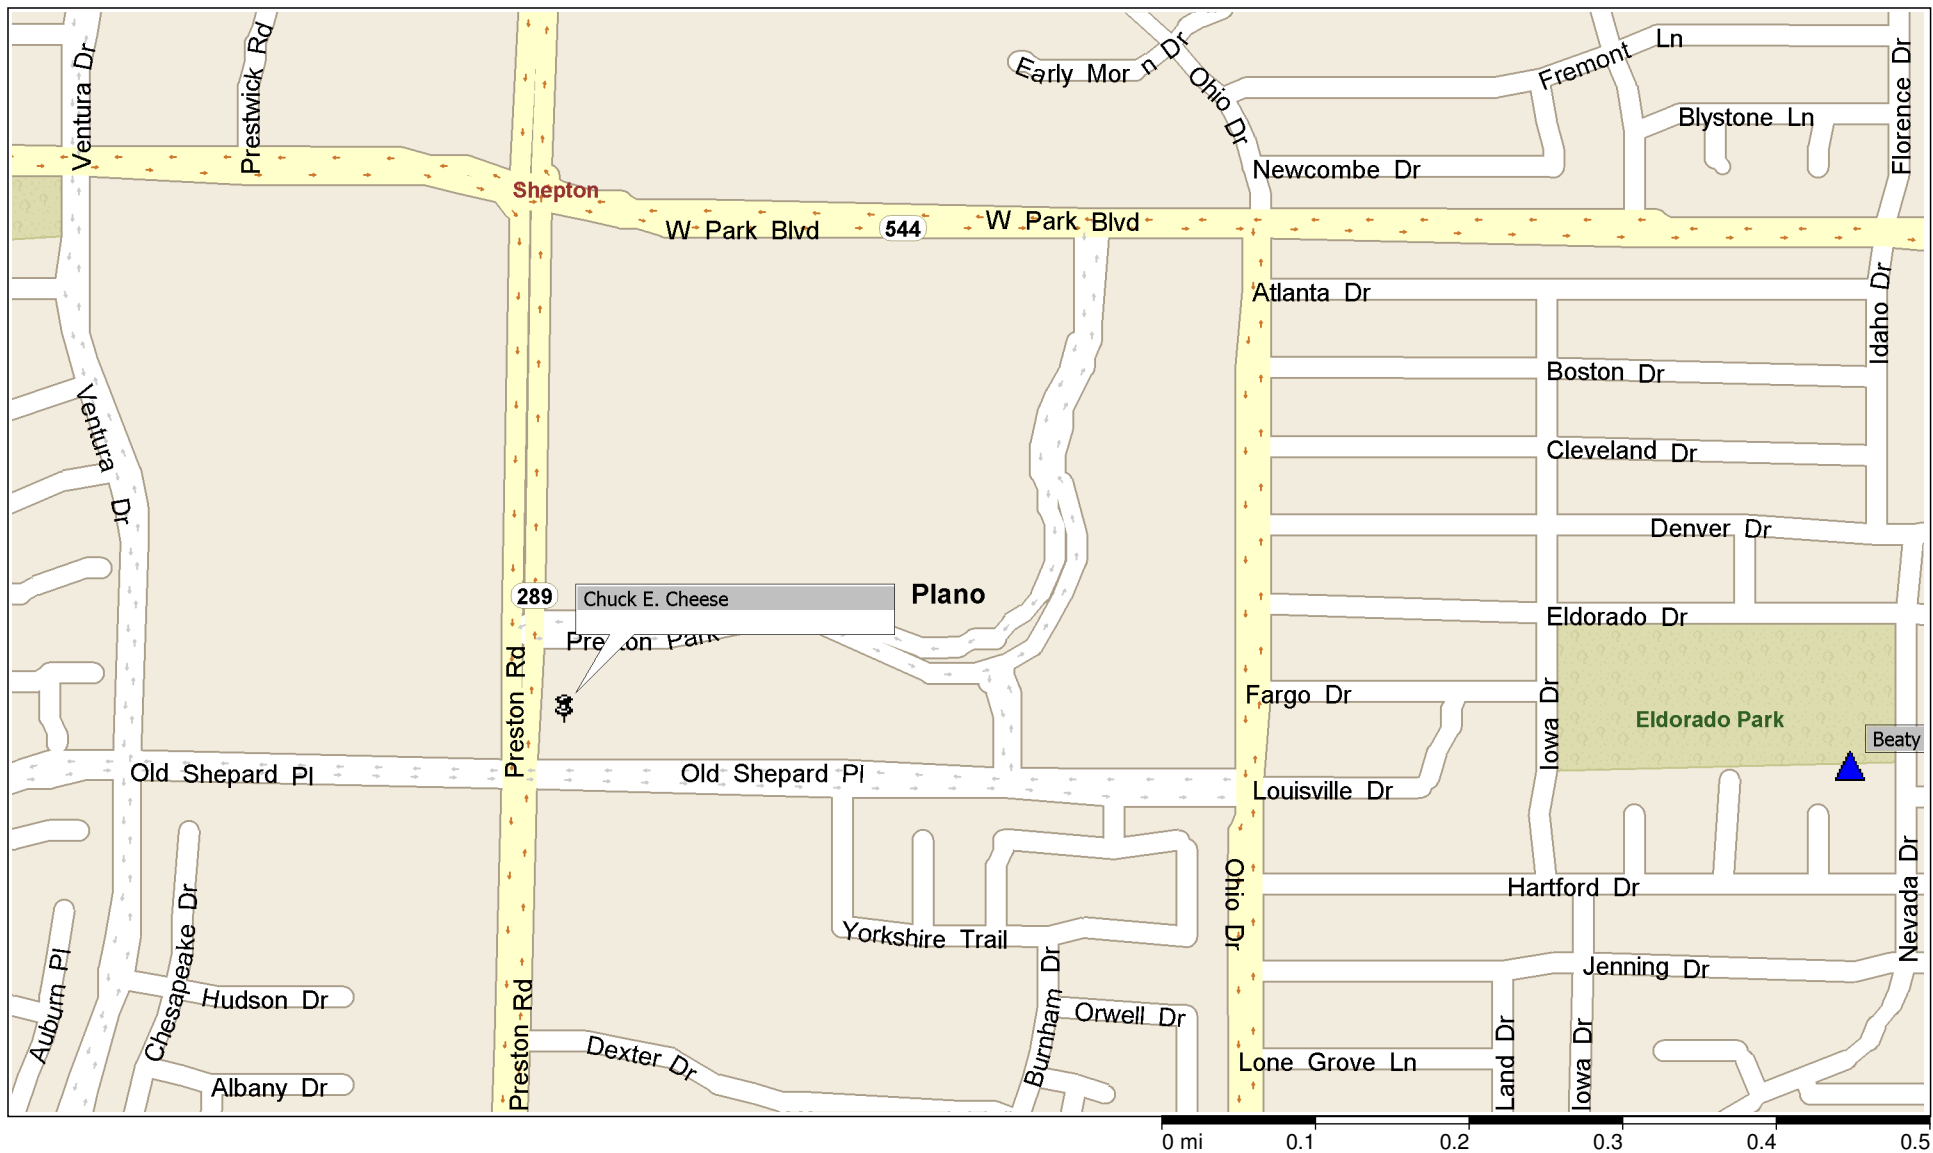 Ventura Dr
Prestwick Rd
Early Mor n Dr
Ohio Dr
Fremont Ln
Blystone Ln
Florence Dr
Newcombe Dr
Shepton
W Park Blvd
544
W Park Blvd
Atlanta Dr
Idaho Dr
Boston Dr
Ventura Dr
Cleveland Dr
Denver Dr
289
Chuck E. Cheese
Plano
Eldorado Dr
Park
Preston Rd
Fargo Dr
Iowa Dr
Eldorado Park
Beaty
Old Shepard Pl
Old Shepard Pl
Louisville Dr
Ohio Dr
Hartford Dr
Nevada Dr
Chesapeake Dr
Yorkshire Trail
Auburn Pl
Hudson Dr
Burnham Dr
Jenning Dr
Preston Rd
Orwell Dr
Dexter Dr
Lone Grove Ln
Land Dr
Iowa Dr
Albany Dr
0 mi 0.1 0.2 0.3 0.4 0.5